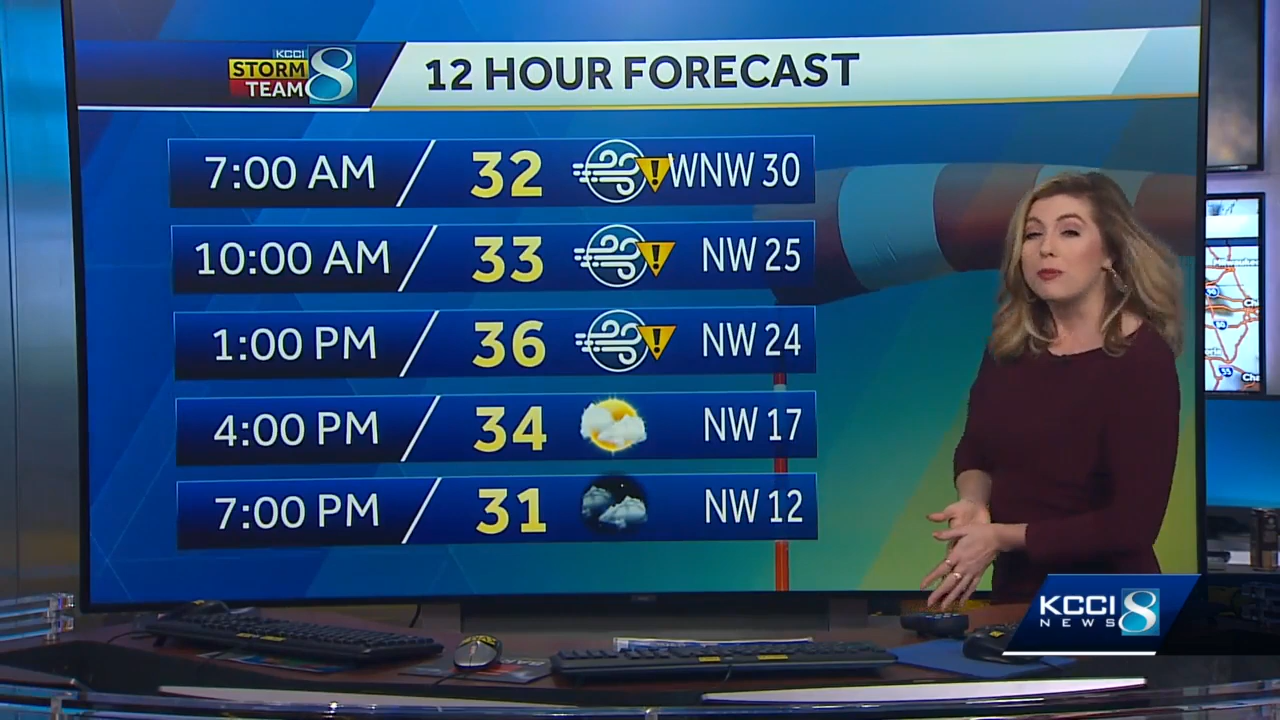 KCCI
STORM
TEAM 8
12 HOUR FORECAST
7:00 AM / 32 ! WNW 30
10:00 AM / 33 ! NW 25
1:00 PM / 36 ! NW 24
4:00 PM / 34 NW 17
7:00 PM / 31 NW 12
KCCI 8
NEWS